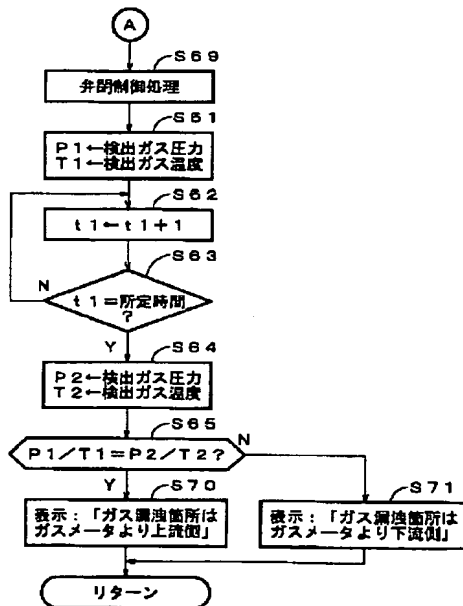 A
S69
弁閉制御処理
S61
P1←検出ガス圧力
T1←検出ガス温度
S62
t1←t1+1
S63
N
t1=所定時間
?
Y
S64
P2←検出ガス圧力
T2←検出ガス温度
S65
P1/T1=P2/T2?
N
Y
S70
表示:「ガス漏洩箇所は
ガスメータより上流側」
S71
表示:「ガス漏洩箇所は
ガスメータより下流側」
リターン